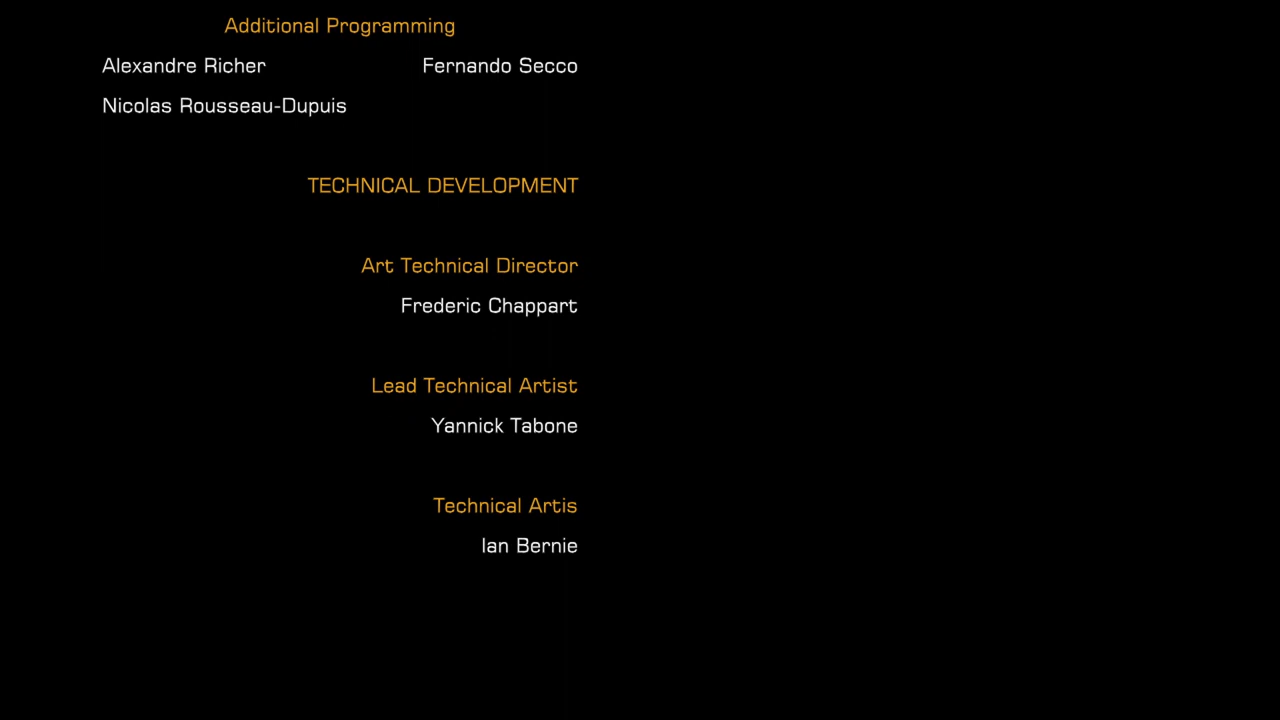 Additional Programming
Alexandre Richer Fernando Secco
Nicolas Rousseau-Dupuis
TECHNICAL DEVELOPMENT
Art Technical Director
Frederic Chappart
Lead Technical Artist
Yannick Tabone
Technical Artis
Ian Bernie